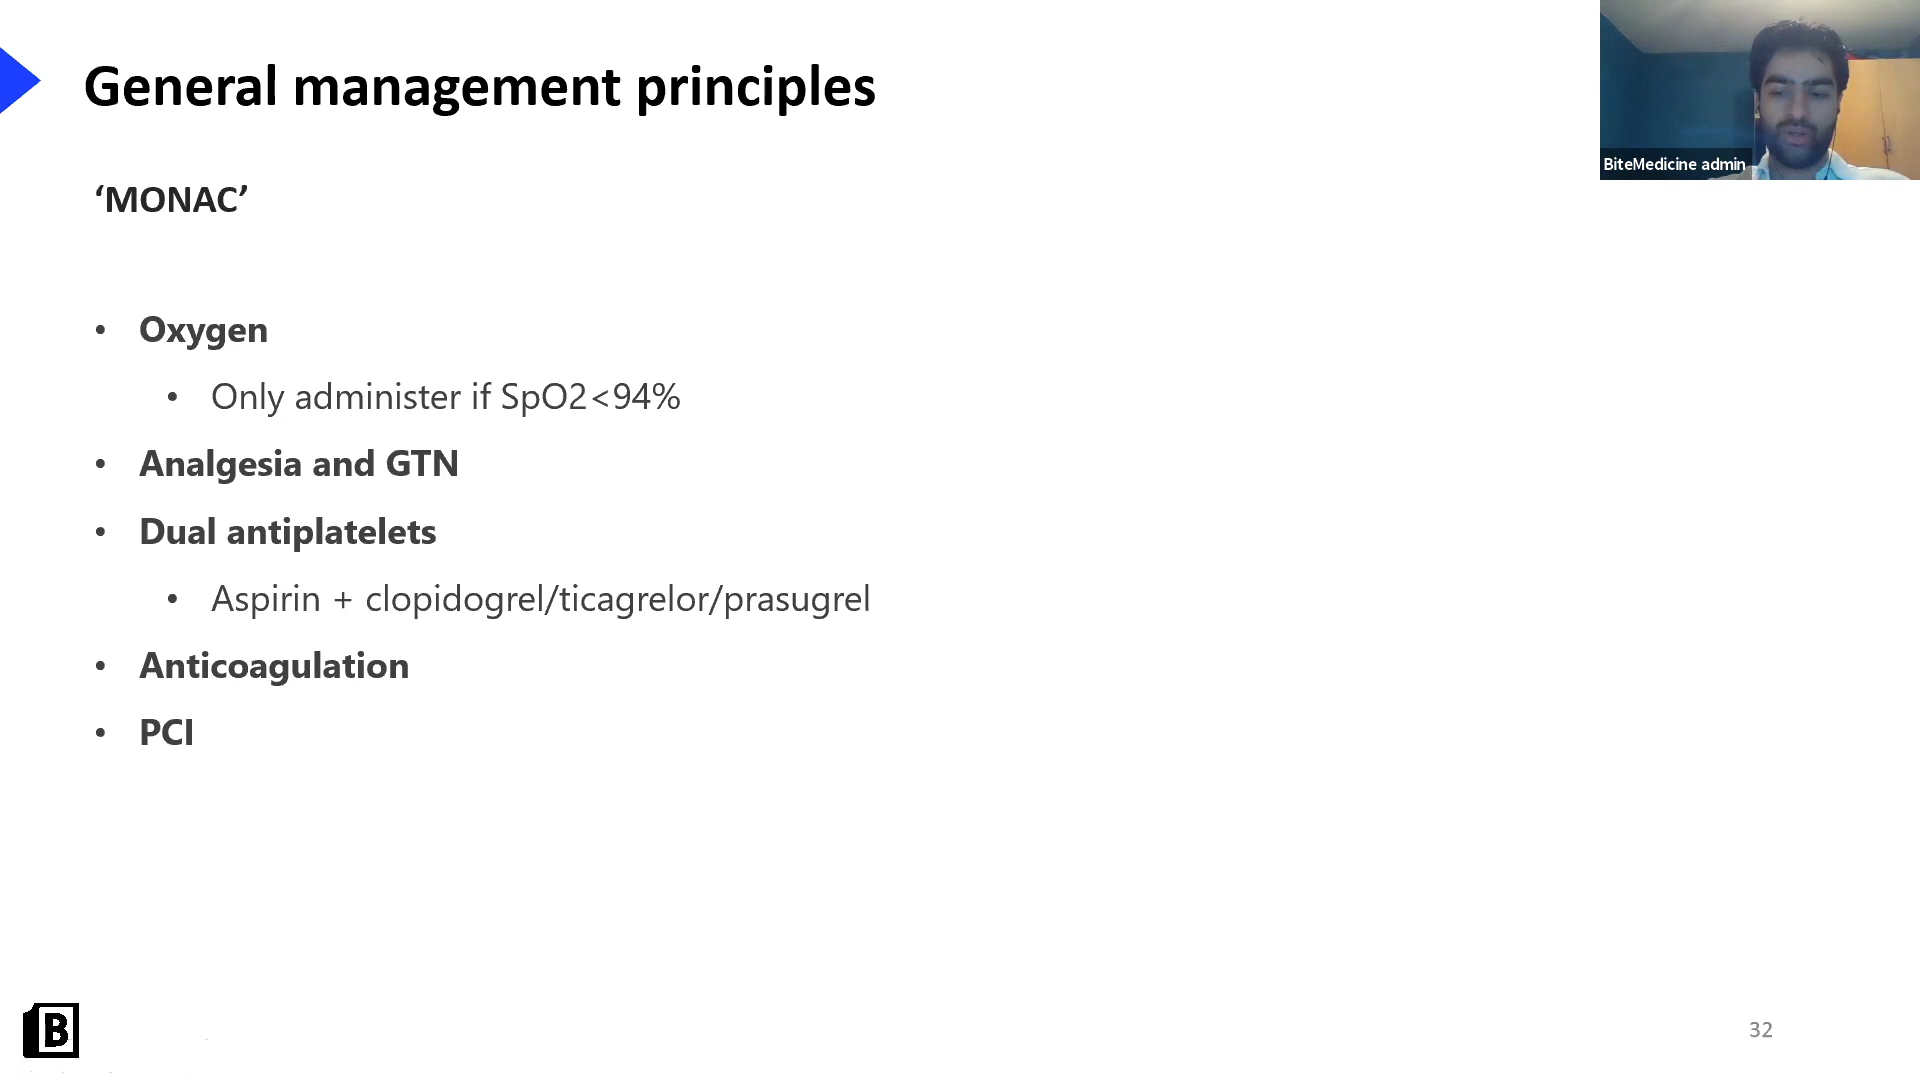 General management principles
BiteMedicine admin
‘MONAC’
• Oxygen
• Only administer if SpO2<94%
• Analgesia and GTN
• Dual antiplatelets
• Aspirin + clopidogrel/ticagrelor/prasugrel
• Anticoagulation
• PCI
B
32